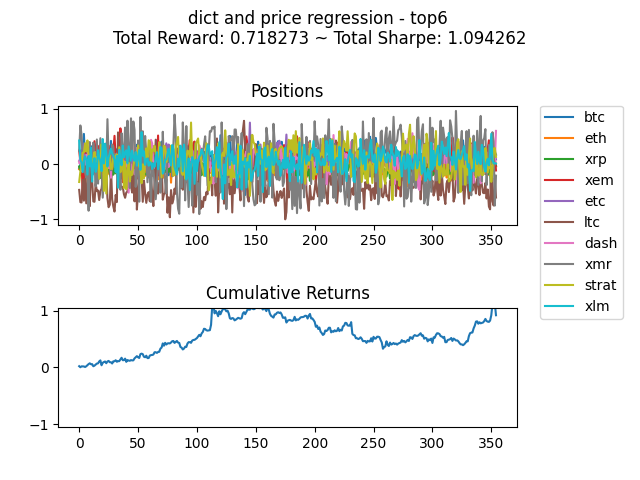 dict and price regression - top6
Total Reward: 0.718273 ~ Total Sharpe: 1.094262
Positions
1
0
−1
0 50 100 150 200 250 300 350
btc
eth
xrp
xem
etc
ltc
dash
xmr
strat
xlm
Cumulative Returns
1
0
−1
0 50 100 150 200 250 300 350